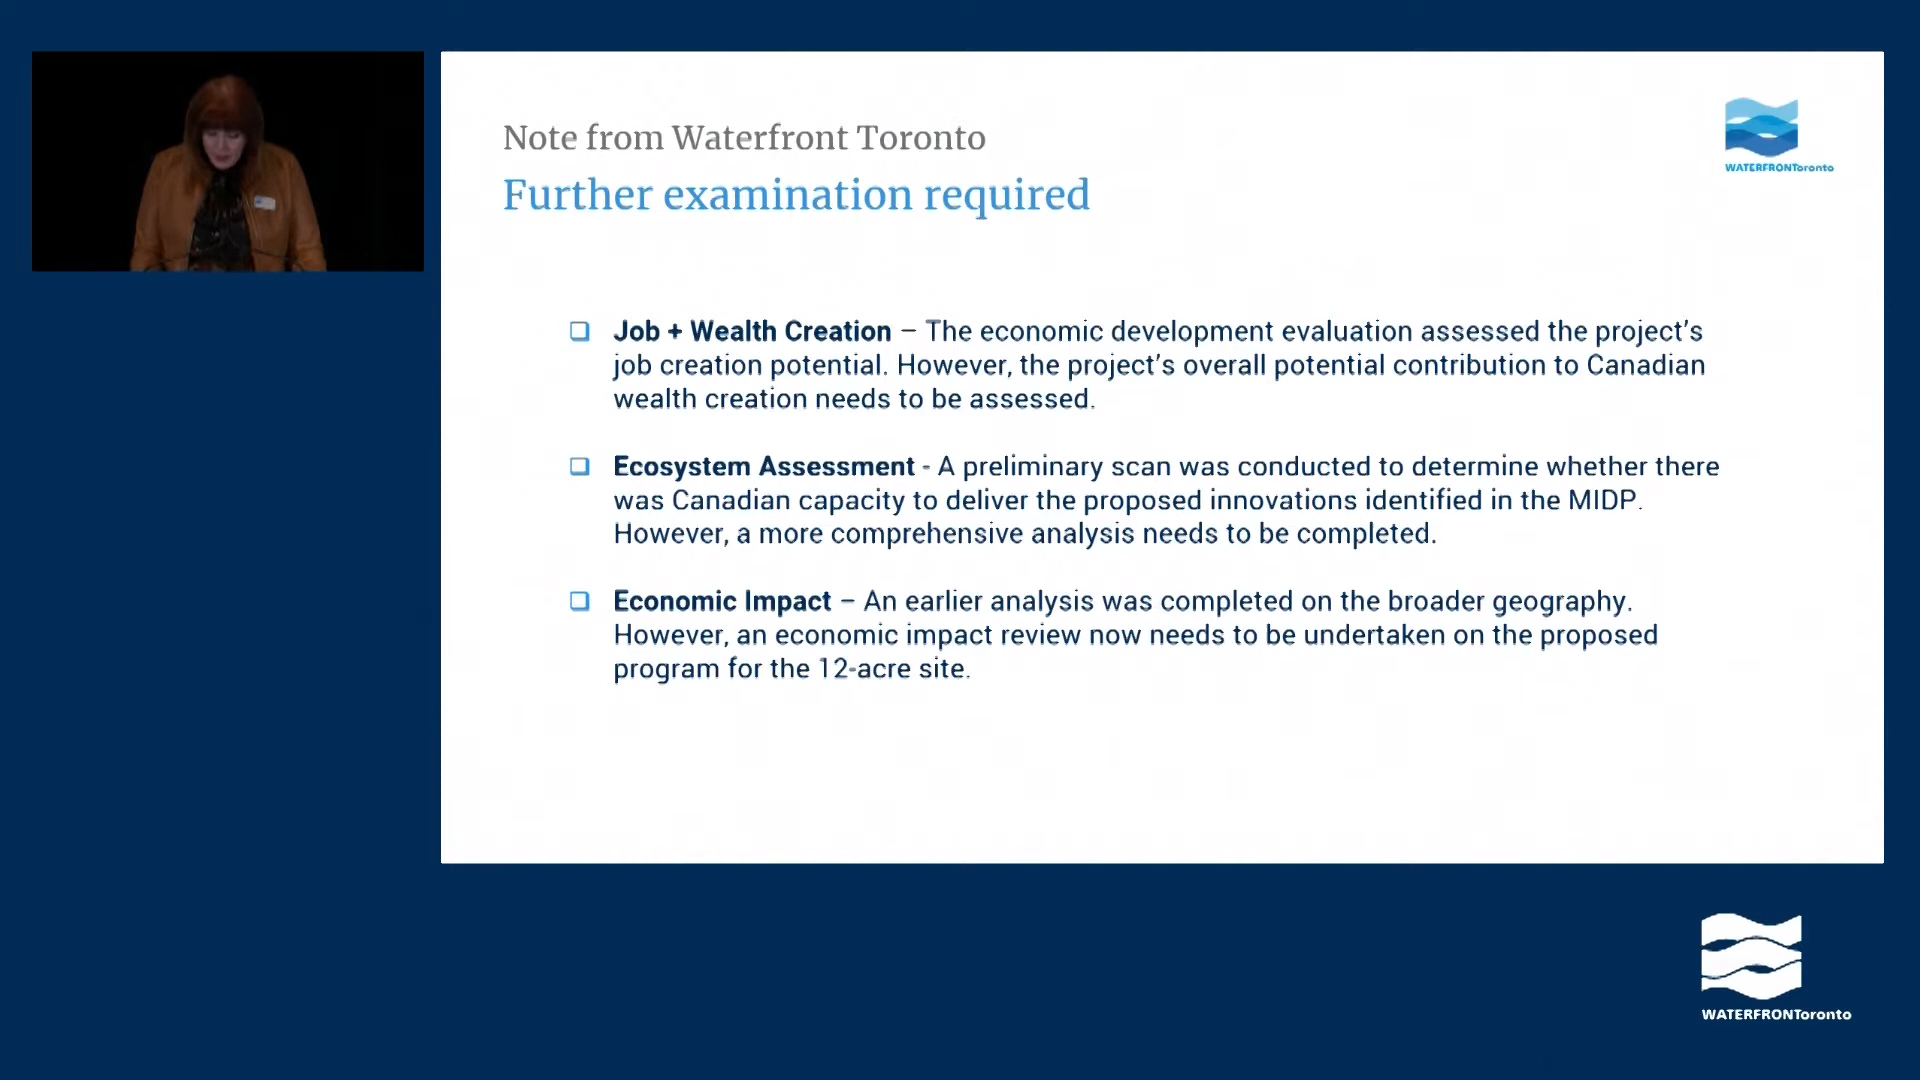 Note from Waterfront Toronto
Further examination required
WATERFRONToronto
Job + Wealth Creation – The economic development evaluation assessed the project’s
job creation potential. However, the project’s overall potential contribution to Canadian
wealth creation needs to be assessed.
Ecosystem Assessment - A preliminary scan was conducted to determine whether there
was Canadian capacity to deliver the proposed innovations identified in the MIDP.
However, a more comprehensive analysis needs to be completed.
Economic Impact – An earlier analysis was completed on the broader geography.
However, an economic impact review now needs to be undertaken on the proposed
program for the 12-acre site.
WATERFRONToronto